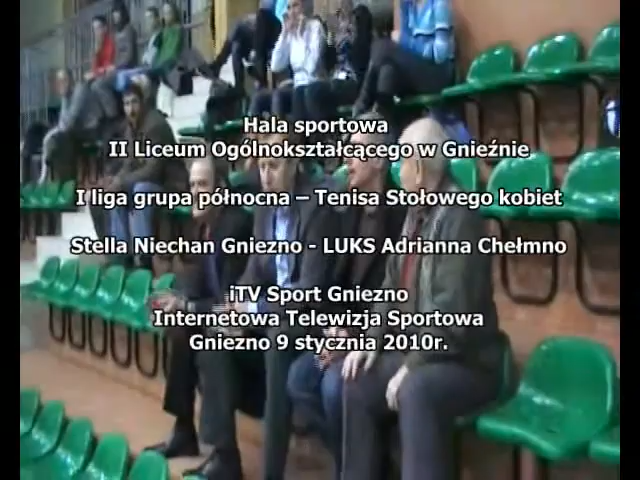 Hala sportowa
II Liceum Ogólnokształcącego w Gnieźnie
I liga grupa północna – Tenisa Stołowego kobiet
Stella Niechan Gniezno - LUKS Adrianna Chełmno
iTV Sport Gniezno
Internetowa Telewizja Sportowa
Gniezno 9 stycznia 2010r.